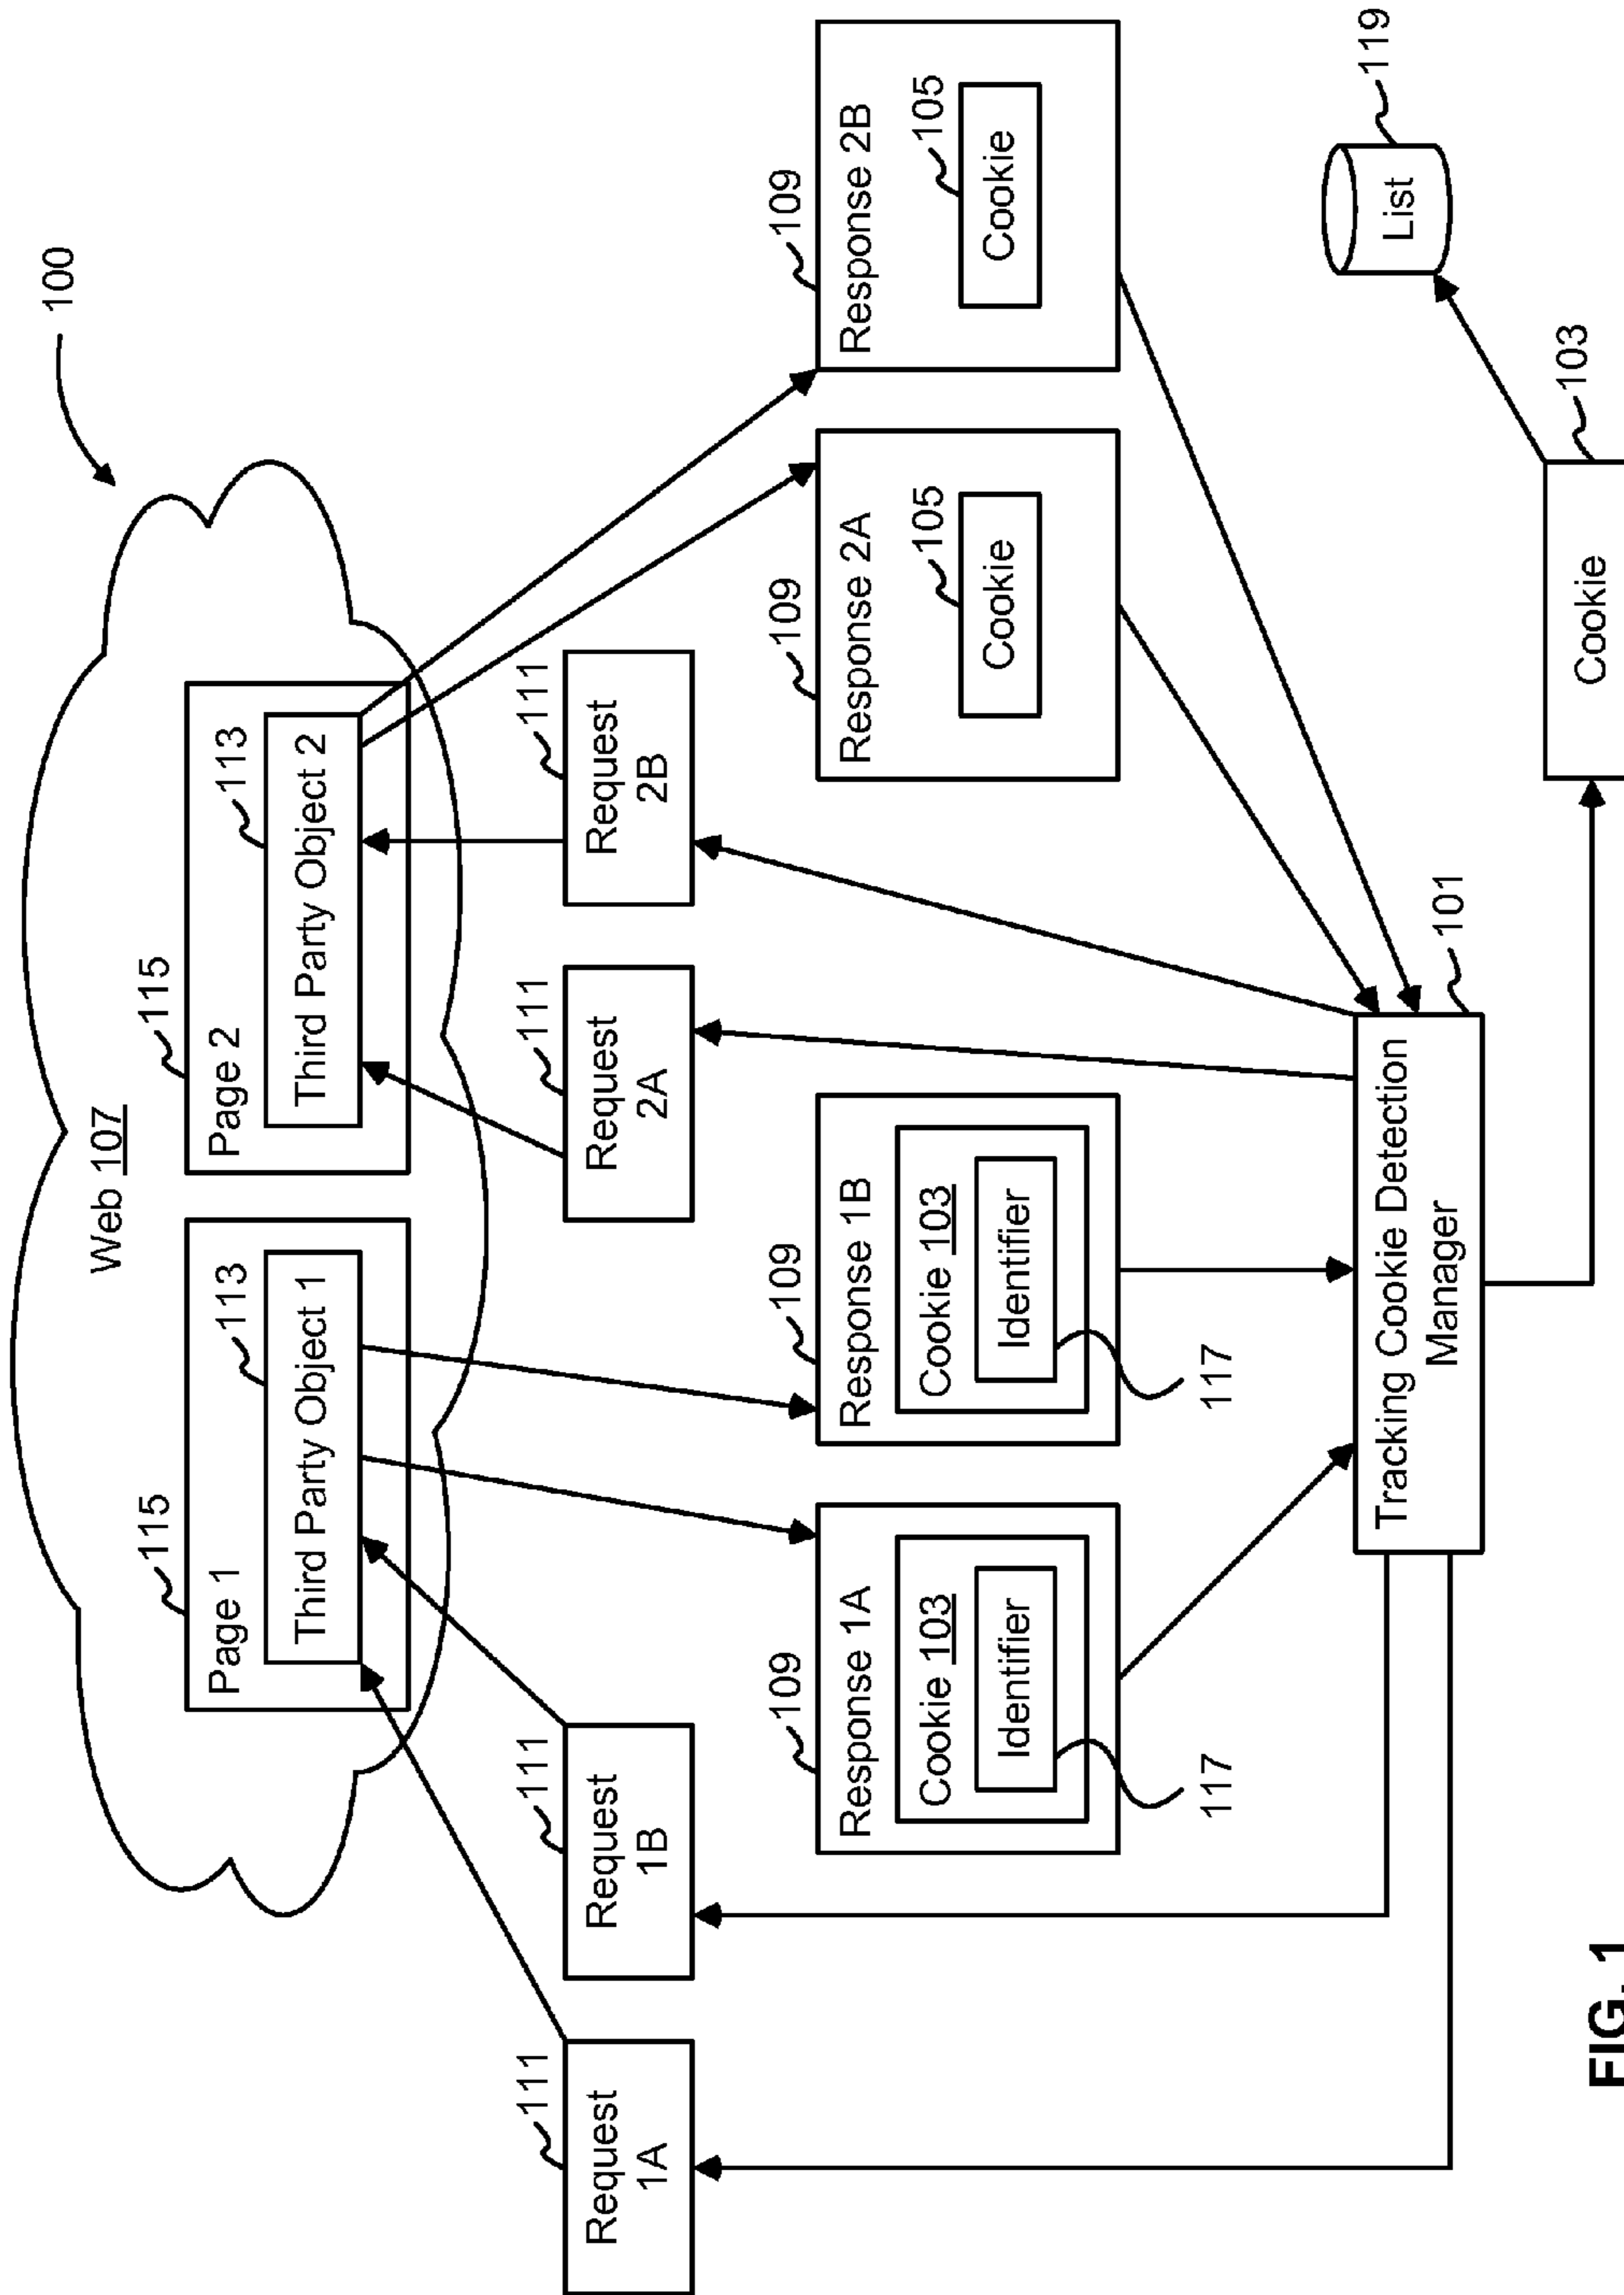 100
Web 107
115
Page 1
113
Third Party Object 1
115
Page 2
113
Third Party Object 2
111
Request
1A
111
Request
1B
111
Request
2A
111
Request
2B
109
Response 1A
Cookie 103
Identifier
117
109
Response 1B
Cookie 103
Identifier
117
109
Response 2A
105
Cookie
109
Response 2B
105
Cookie
101
Tracking Cookie Detection
Manager
103
Cookie
119
List
FIG. 1